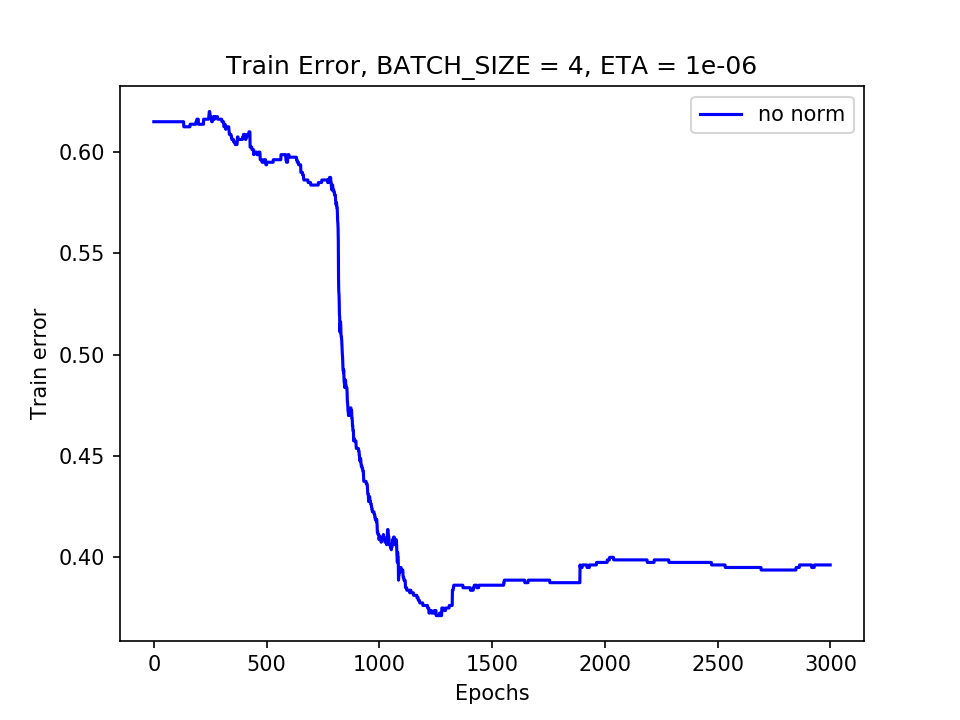 Train Error, BATCH_SIZE = 4, ETA = 1e-06
no norm
Train error
0.60
0.55
0.50
0.45
0.40
0 500 1000 1500 2000 2500 3000
Epochs